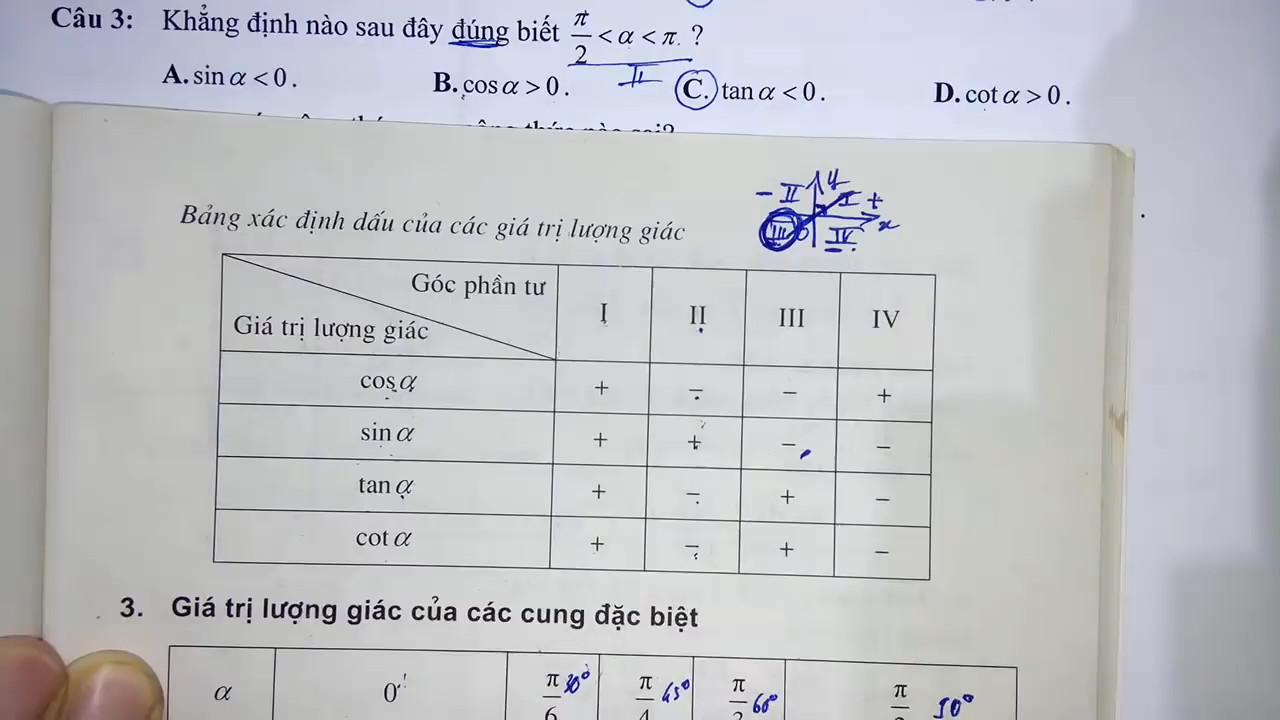 Câu 3: Khẳng định nào sau đây đúng biết π/2 < α < π. ?
II
A. sin α < 0. B. cos α > 0. C. tan α < 0. D. cot α > 0.
− II y I +
III IV x
Bảng xác định dấu của các giá trị lượng giác
Góc phần tư
Giá trị lượng giác
I II III IV
cos α + − − +
sin α + + − −
tan α + − + −
cot α + − + −
3. Giá trị lượng giác của các cung đặc biệt
α 0 π/6 30° π/4 45° π 60° π